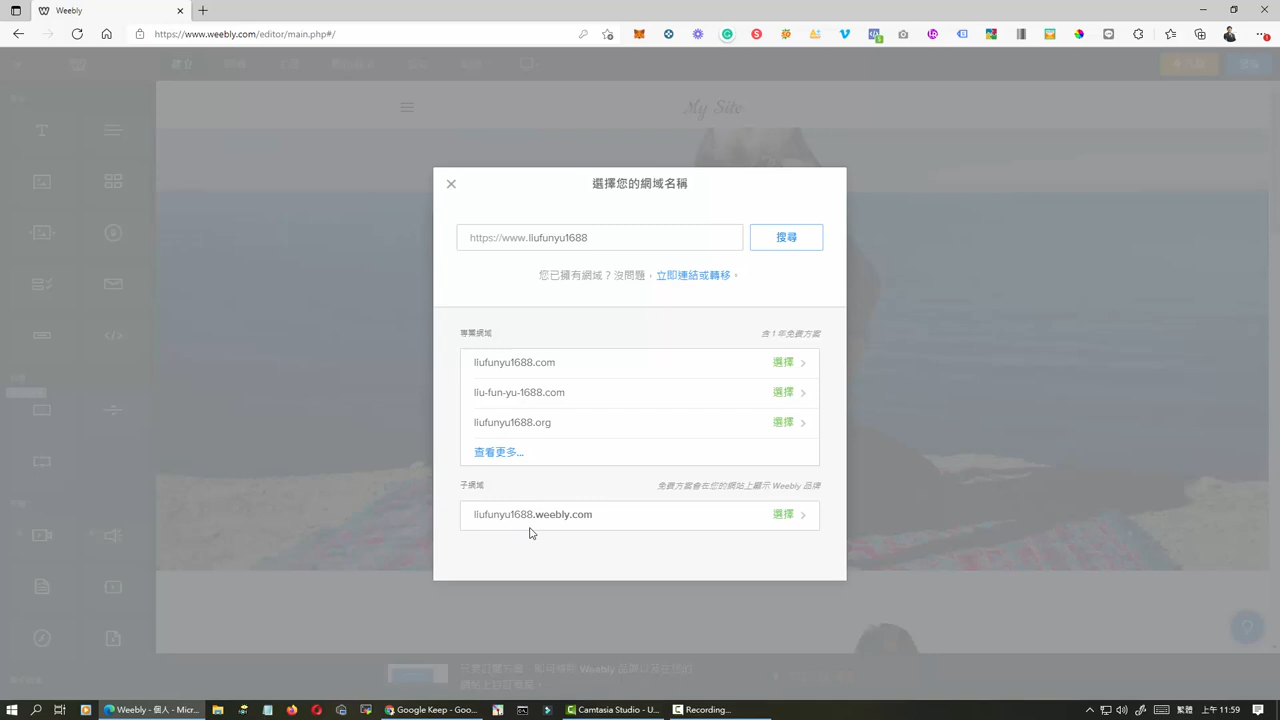 Weebly
https://www.weebly.com/editor/main.php#/
My Site
選擇您的網域名稱
https://www.liufunyu1688
搜尋
您已擁有網域？沒問題，立即連結或轉移。
專業網域
含 1 年免費方案
liufunyu1688.com 選擇
liu-fun-yu-1688.com 選擇
liufunyu1688.org 選擇
查看更多...
子網域
免費方案會在您的網站上顯示 Weebly 品牌
liufunyu1688.weebly.com 選擇
Weebly - 個人 - Micr...
Google Keep - Goo...
Camtasia Studio - U...
Recording...
繁體
上午 11:59